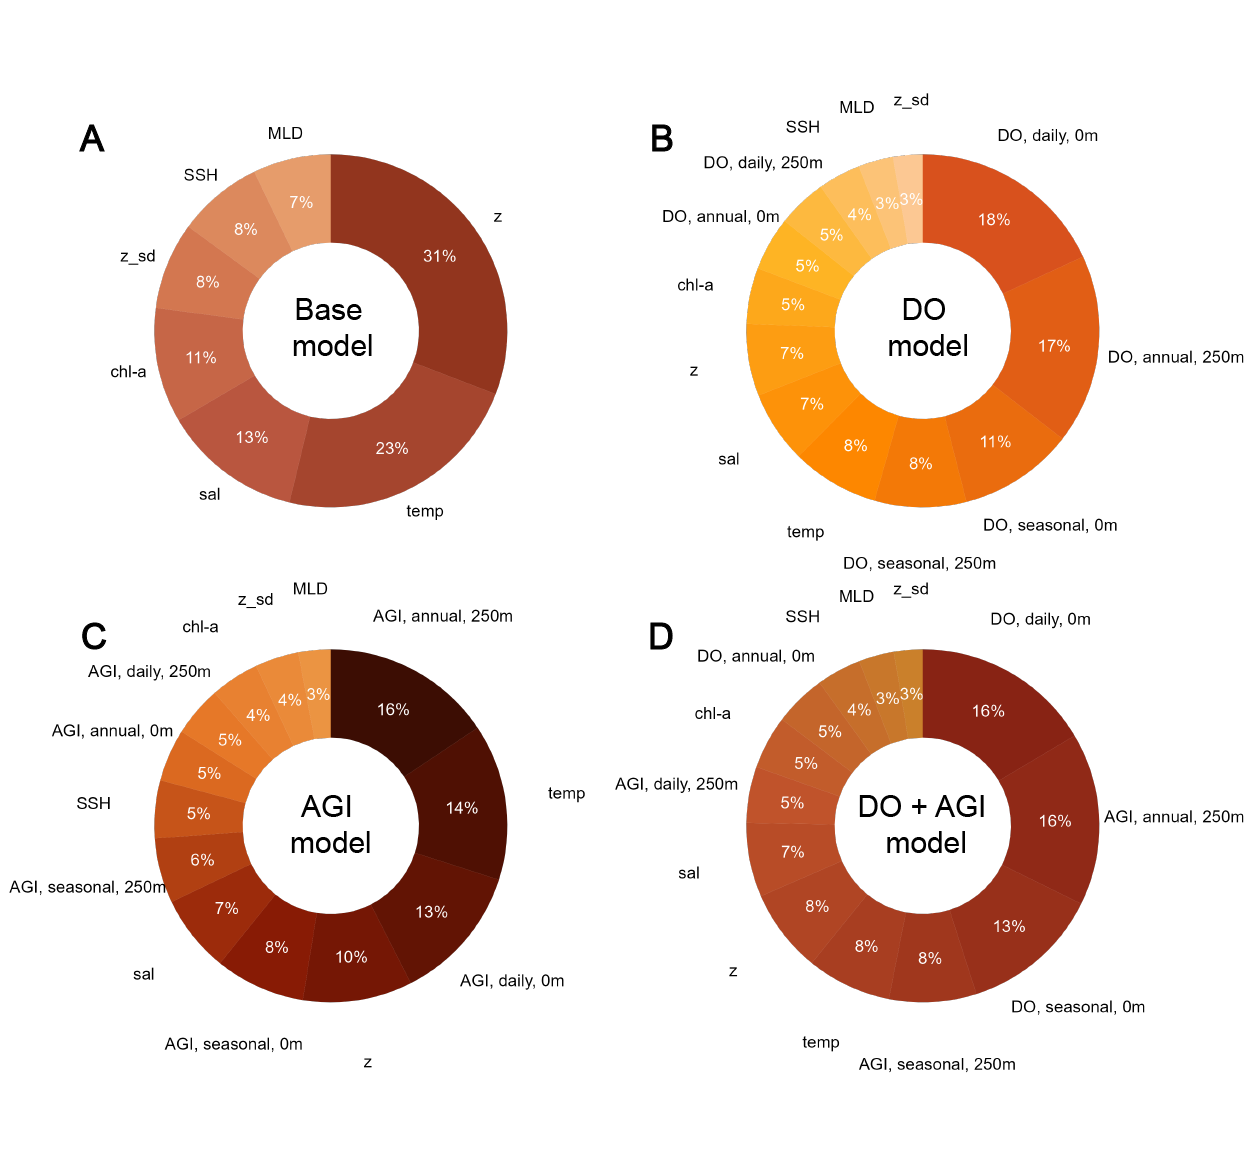 A
MLD
SSH
z_sd
chl-a
sal
temp
z
7%
8%
8%
11%
13%
23%
31%
Base
model
B
z_sd
MLD
SSH
DO, daily, 250m
DO, annual, 0m
chl-a
z
sal
temp
DO, seasonal, 250m
DO, seasonal, 0m
DO, annual, 250m
DO, daily, 0m
3%
3%
4%
5%
5%
5%
7%
7%
8%
8%
11%
17%
18%
DO
model
C
MLD
z_sd
chl-a
AGI, daily, 250m
AGI, annual, 0m
SSH
AGI, seasonal, 250m
sal
AGI, seasonal, 0m
z
AGI, daily, 0m
temp
AGI, annual, 250m
3%
4%
4%
5%
5%
5%
6%
7%
8%
10%
13%
14%
16%
AGI
model
D
z_sd
MLD
SSH
DO, annual, 0m
chl-a
AGI, daily, 250m
sal
z
temp
AGI, seasonal, 250m
DO, seasonal, 0m
AGI, annual, 250m
DO, daily, 0m
3%
3%
4%
5%
5%
5%
7%
8%
8%
8%
13%
16%
16%
DO + AGI
model